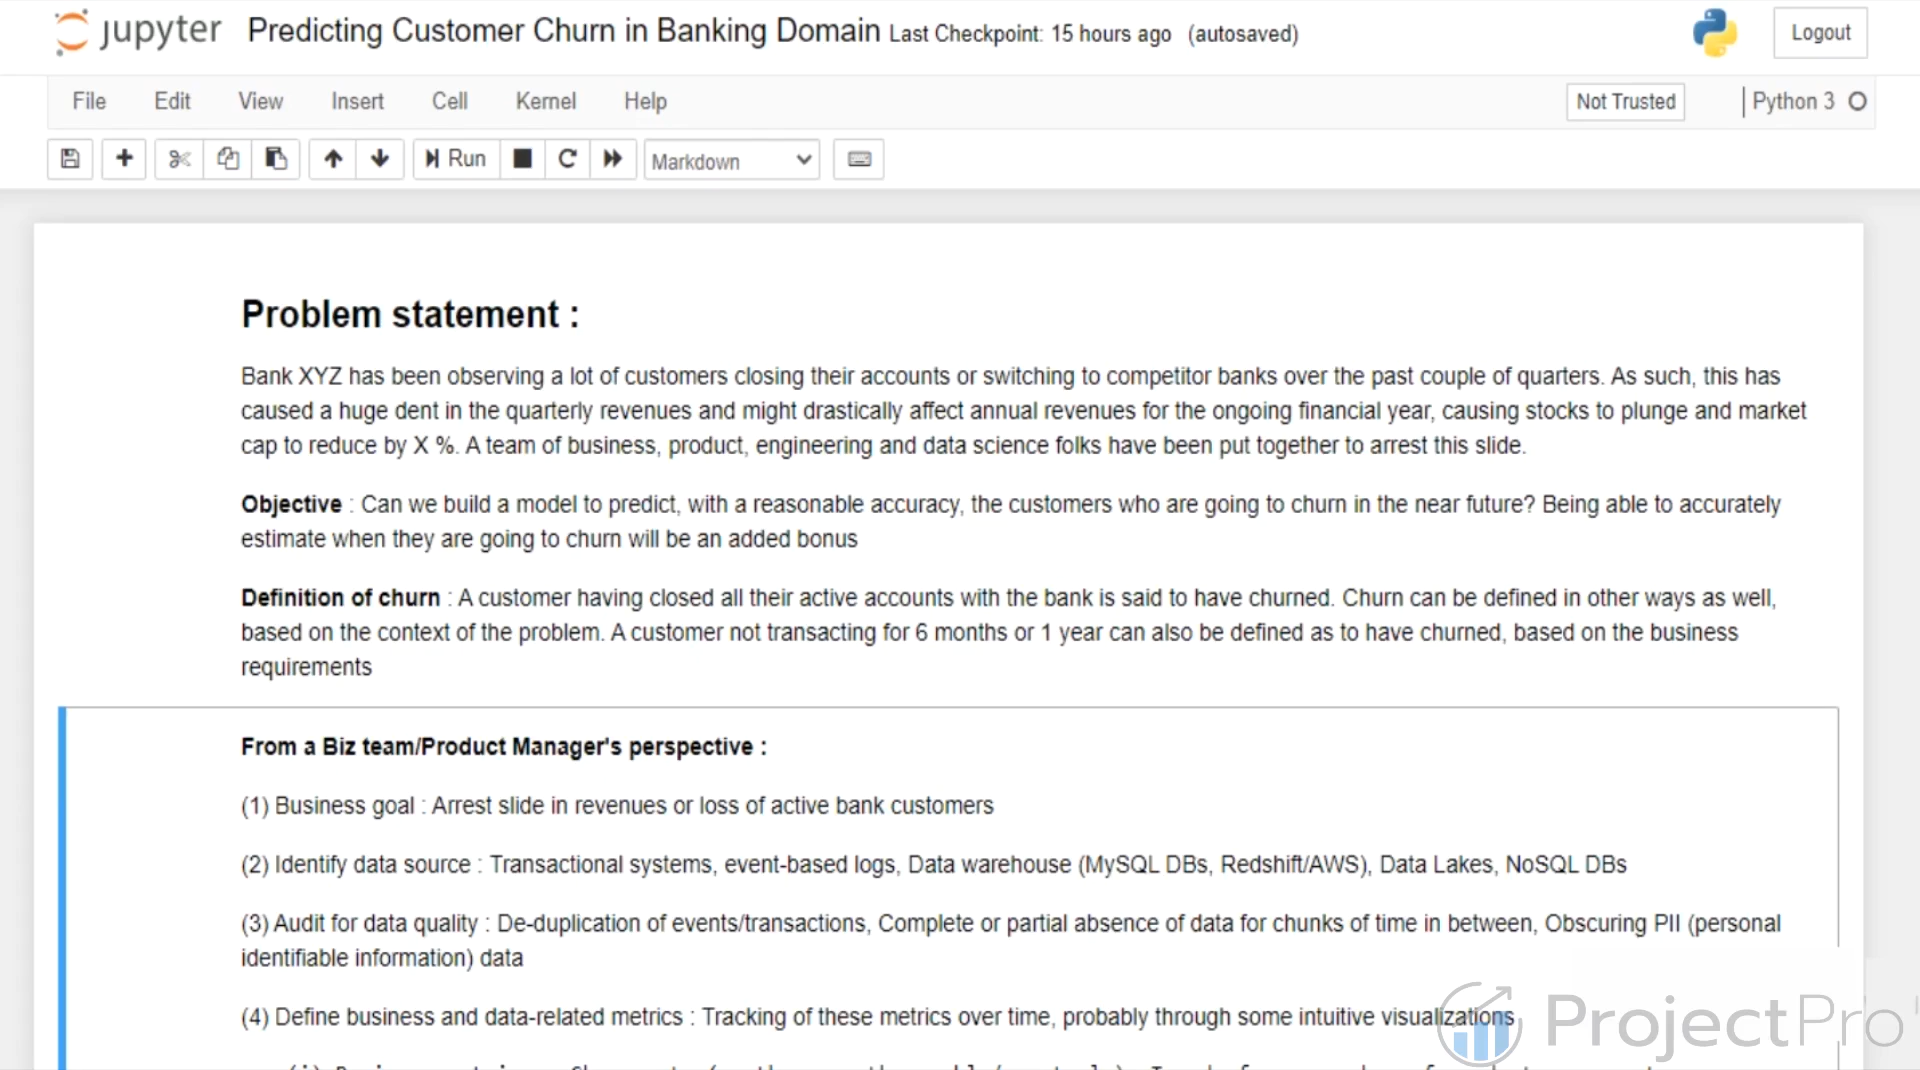 jupyter Predicting Customer Churn in Banking Domain Last Checkpoint: 15 hours ago (autosaved) Logout
File Edit View Insert Cell Kernel Help Not Trusted Python 3
Run Markdown
Problem statement :
Bank XYZ has been observing a lot of customers closing their accounts or switching to competitor banks over the past couple of quarters. As such, this has
caused a huge dent in the quarterly revenues and might drastically affect annual revenues for the ongoing financial year, causing stocks to plunge and market
cap to reduce by X %. A team of business, product, engineering and data science folks have been put together to arrest this slide.
Objective : Can we build a model to predict, with a reasonable accuracy, the customers who are going to churn in the near future? Being able to accurately
estimate when they are going to churn will be an added bonus
Definition of churn : A customer having closed all their active accounts with the bank is said to have churned. Churn can be defined in other ways as well,
based on the context of the problem. A customer not transacting for 6 months or 1 year can also be defined as to have churned, based on the business
requirements
From a Biz team/Product Manager's perspective :
(1) Business goal : Arrest slide in revenues or loss of active bank customers
(2) Identify data source : Transactional systems, event-based logs, Data warehouse (MySQL DBs, Redshift/AWS), Data Lakes, NoSQL DBs
(3) Audit for data quality : De-duplication of events/transactions, Complete or partial absence of data for chunks of time in between, Obscuring PII (personal
identifiable information) data
(4) Define business and data-related metrics : Tracking of these metrics over time, probably through some intuitive visualizations
ProjectPro